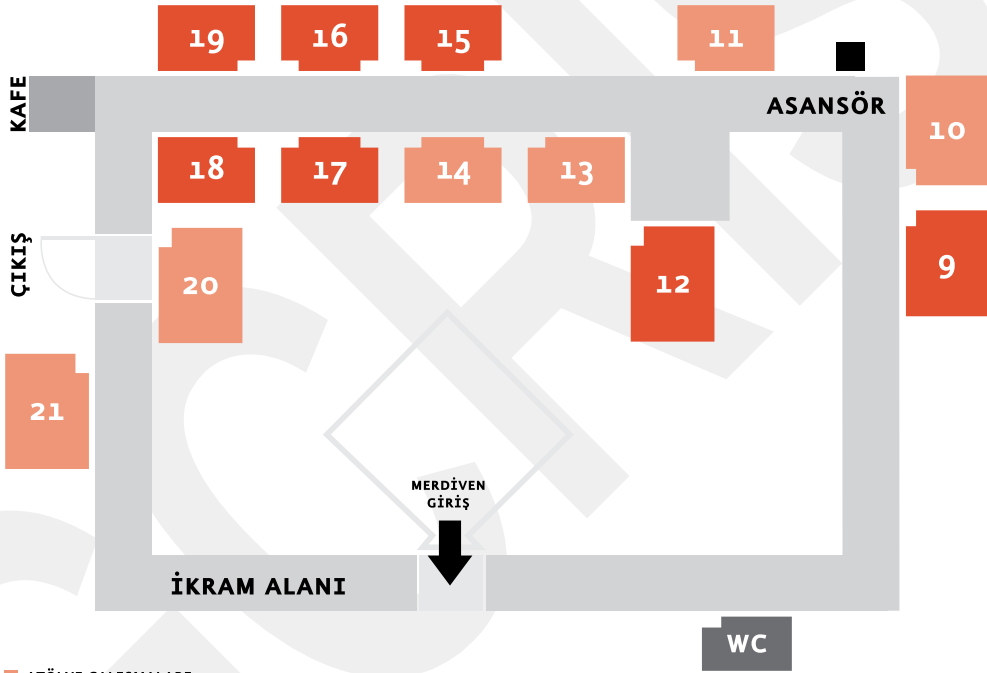 19
16
15
11
KAFE
ASANSÖR
10
18
17
14
13
ÇIKIŞ
20
12
9
21
MERDİVEN
GİRİŞ
İKRAM ALANI
WC